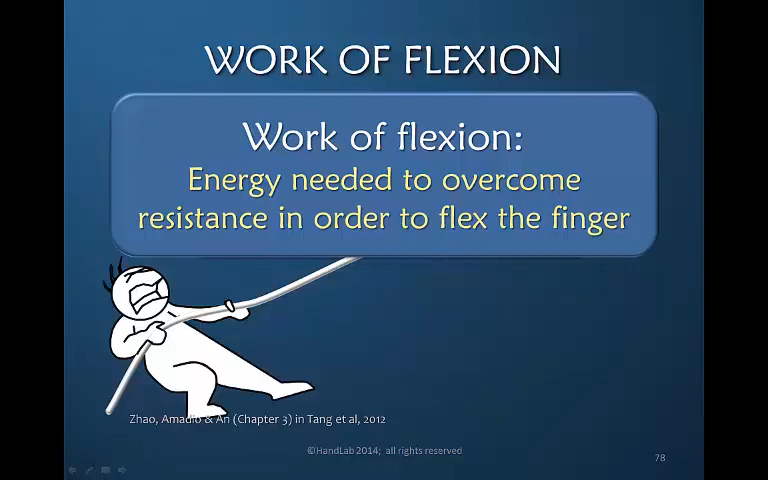 WORK OF FLEXION
Work of flexion:
Energy needed to overcome
resistance in order to flex the finger
Zhao, Amadio & An (Chapter 3) in Tang et al, 2012
©HandLab 2014; all rights reserved
78